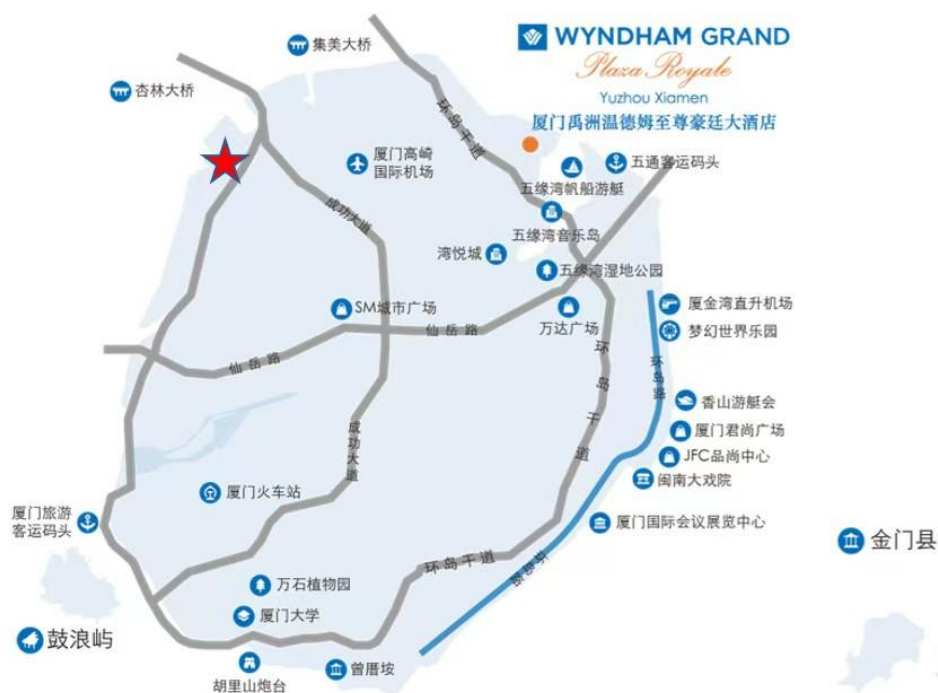 WYNDHAM GRAND
Plaza Royale
Yuzhou Xiamen
厦门禹洲温德姆至尊豪廷大酒店
集美大桥
杏林大桥
环岛干道
厦门高崎
国际机场
五通客运码头
五缘湾帆船游艇
成功大道
五缘湾音乐岛
湾悦城
五缘湾湿地公园
SM城市广场
万达广场
厦金湾直升机场
梦幻世界乐园
仙岳路
仙岳路
环岛干道
环岛路
香山游艇会
厦门君尚广场
JFC品尚中心
闽南大戏院
成功大道
厦门火车站
厦门旅游
客运码头
厦门国际会议展览中心
金门县
环岛干道
环岛路
万石植物园
厦门大学
鼓浪屿
胡里山炮台
曾厝垵